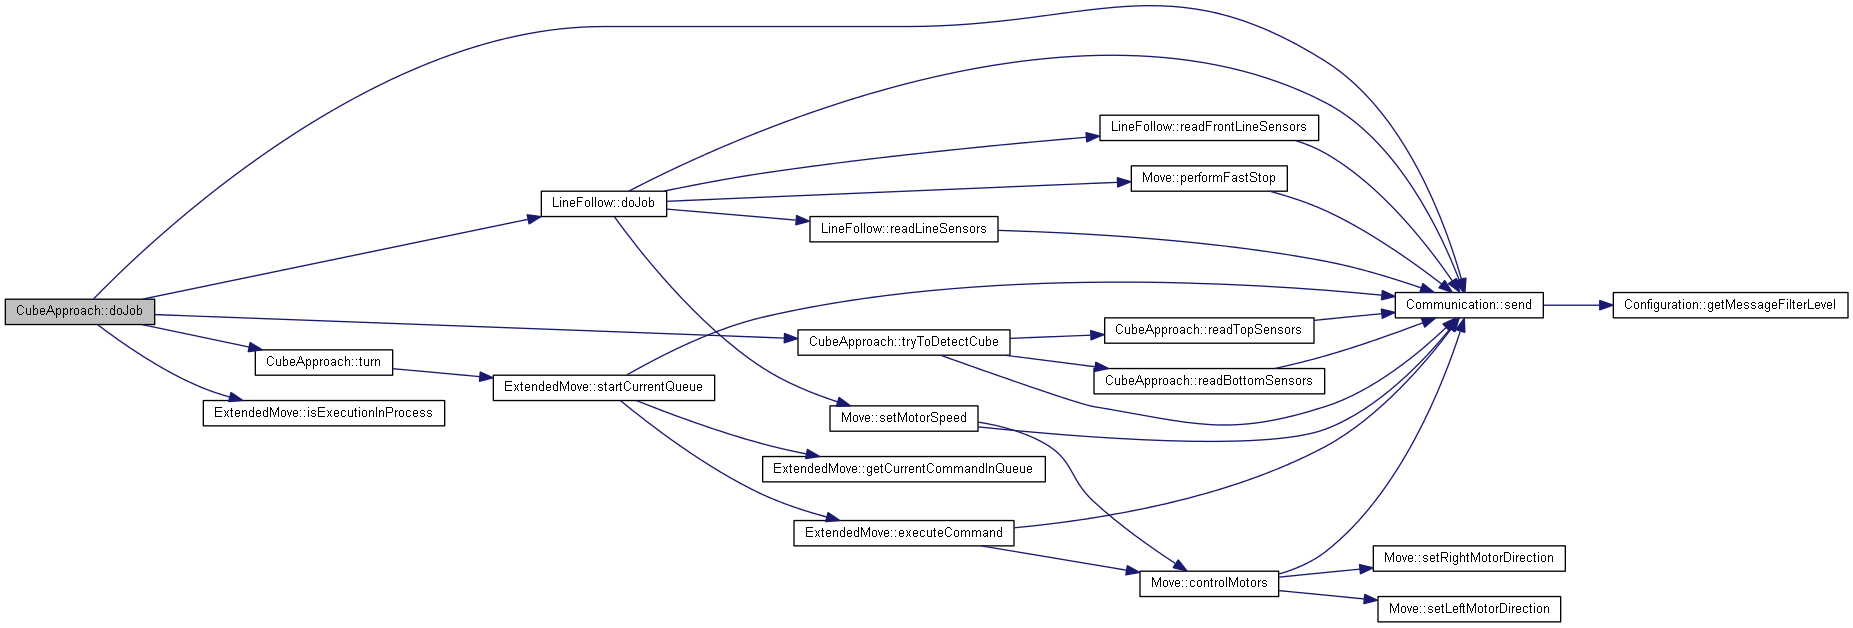 LineFollow::readFrontLineSensors
Move::performFastStop
LineFollow::doJob
LineFollow::readLineSensors
Communication::send
Configuration::getMessageFilterLevel
CubeApproach::doJob
CubeApproach::readTopSensors
CubeApproach::tryToDetectCube
CubeApproach::turn
CubeApproach::readBottomSensors
ExtendedMove::startCurrentQueue
ExtendedMove::isExecutionInProcess
Move::setMotorSpeed
ExtendedMove::getCurrentCommandInQueue
ExtendedMove::executeCommand
Move::setRightMotorDirection
Move::controlMotors
Move::setLeftMotorDirection